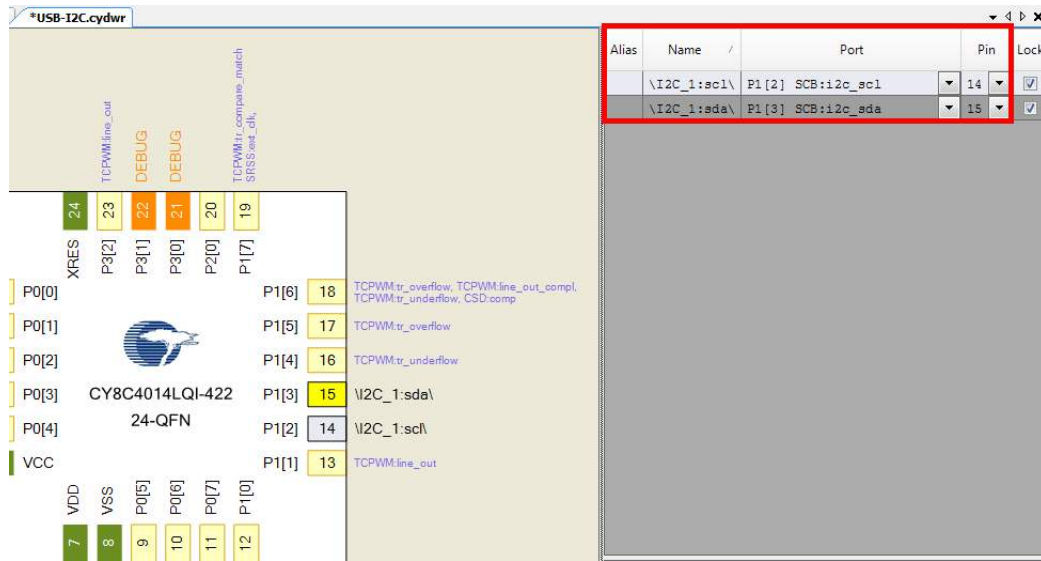 *USB-I2C.cydwr
Alias Name / Port Pin Lock
\I2C_1:scl\ P1[2] SCB:i2c_scl 14
\I2C_1:sda\ P1[3] SCB:i2c_sda 15
TCPWM:line_out
DEBUG
DEBUG
TCPWM:tr_compare_match
SRSS:ext_clk,
24 23 22 21 20 19
XRES P3[2] P3[1] P3[0] P2[0] P1[7]
P0[0] P1[6] 18 TCPWM:tr_overflow, TCPWM:line_out_compl,
TCPWM:tr_underflow, CSD:comp
P0[1] P1[5] 17 TCPWM:tr_overflow
P0[2] P1[4] 16 TCPWM:tr_underflow
P0[3] CY8C4014LQI-422 P1[3] 15 \I2C_1:sda\
P0[4] 24-QFN P1[2] 14 \I2C_1:scl\
VCC P1[1] 13 TCPWM:line_out
VDD VSS P0[5] P0[6] P0[7] P1[0]
7 8 9 10 11 12